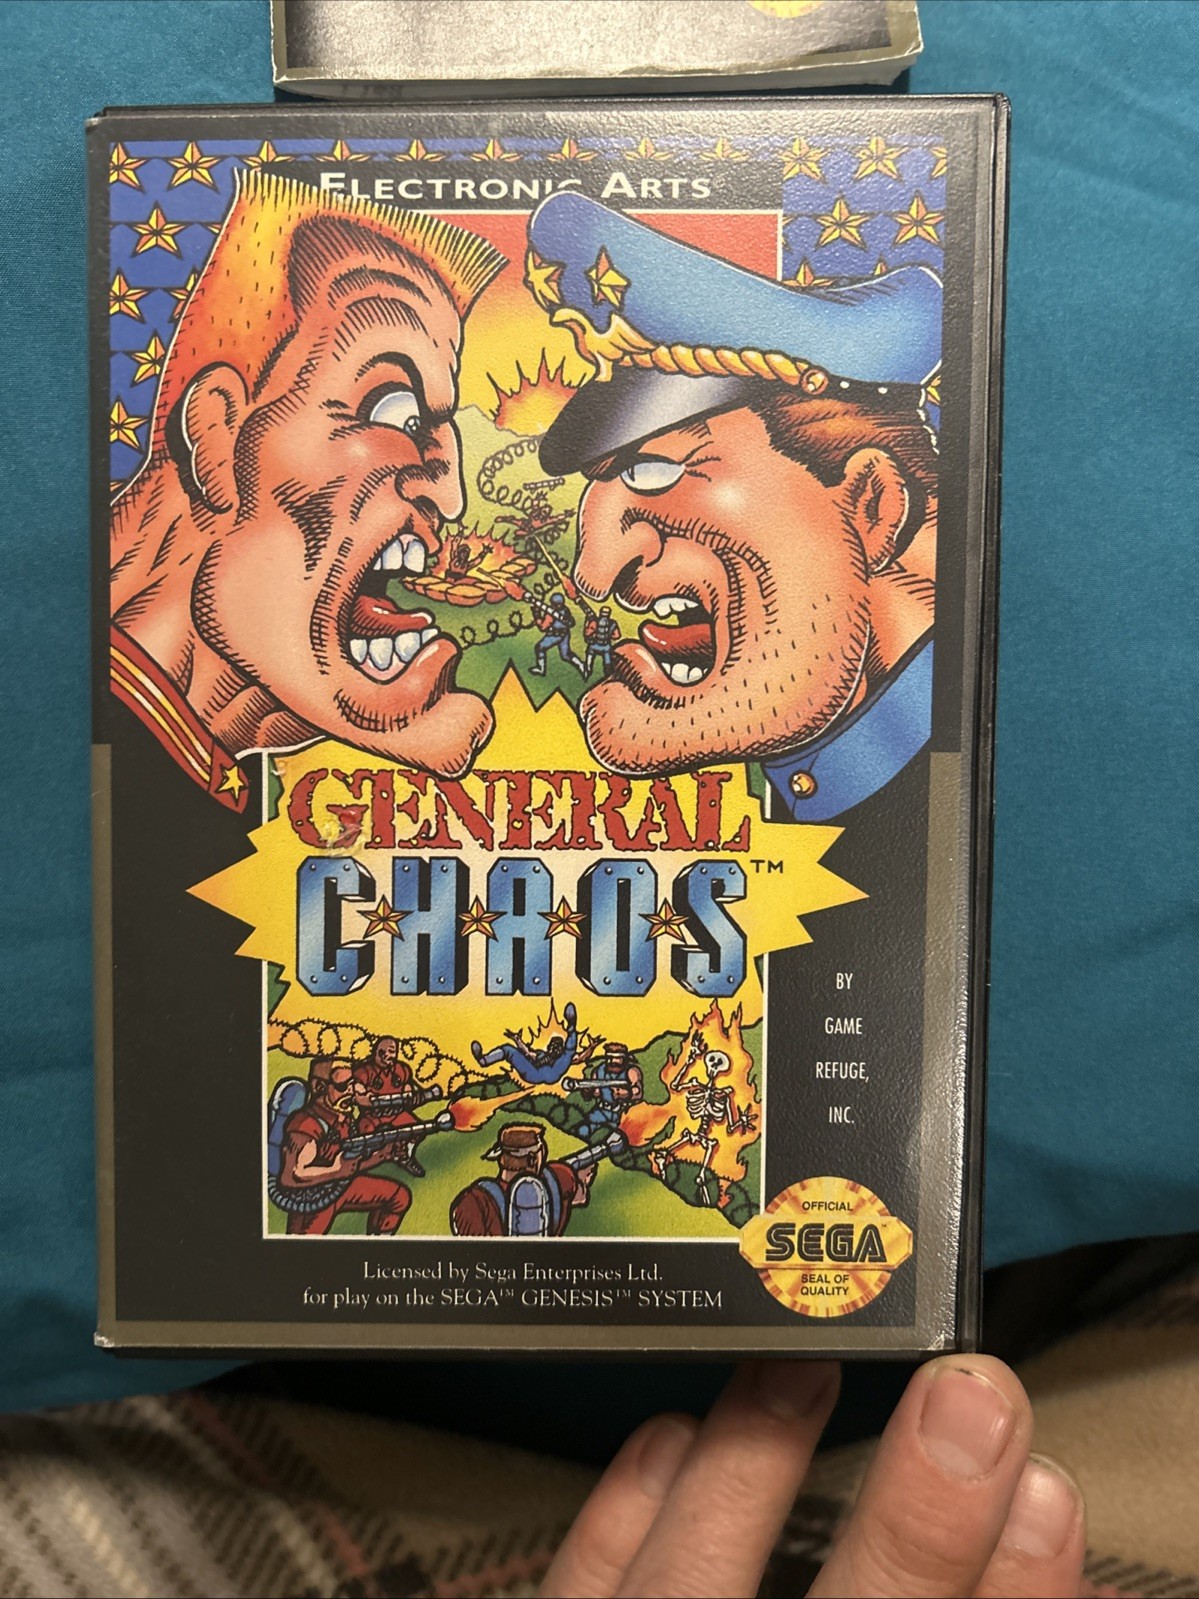 ELECTRONIC ARTS
GENERAL
CHAOS™
BY
GAME
REFUGE,
INC.
OFFICIAL
SEGA™
SEAL OF
QUALITY
Licensed by Sega Enterprises Ltd.
for play on the SEGA™ GENESIS™ SYSTEM